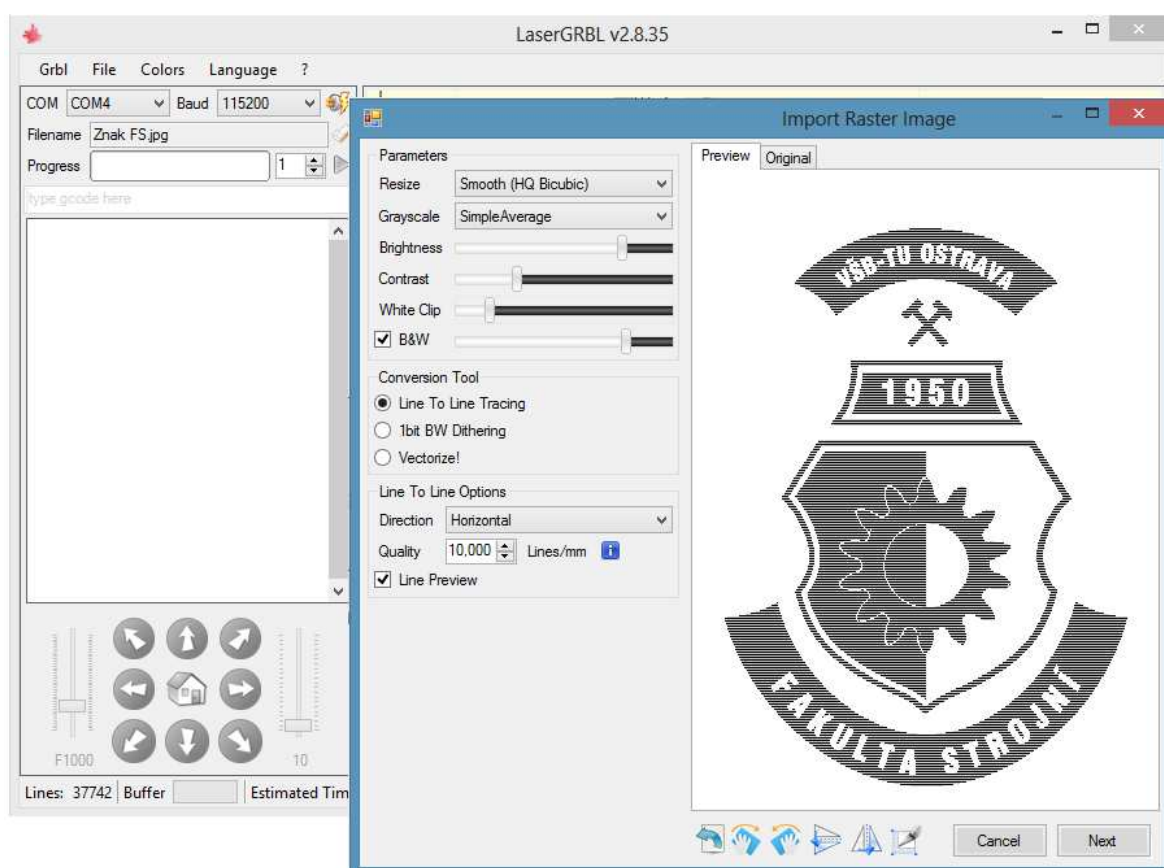 LaserGRBL v2.8.35
Grbl File Colors Language ?
COM COM4 Baud 115200
Filename Znak FS.jpg
Progress 1
type gcode here
F1000 10
Lines: 37742 Buffer Estimated Tim
Import Raster Image
Parameters
Resize Smooth (HQ Bicubic)
Grayscale SimpleAverage
Brightness
Contrast
White Clip
B&W
Conversion Tool
Line To Line Tracing
1bit BW Dithering
Vectorize!
Line To Line Options
Direction Horizontal
Quality 10,000 Lines/mm
Line Preview
Preview Original
VŠB-TU OSTRAVA
1950
FAKULTA STROJNÍ
Cancel Next